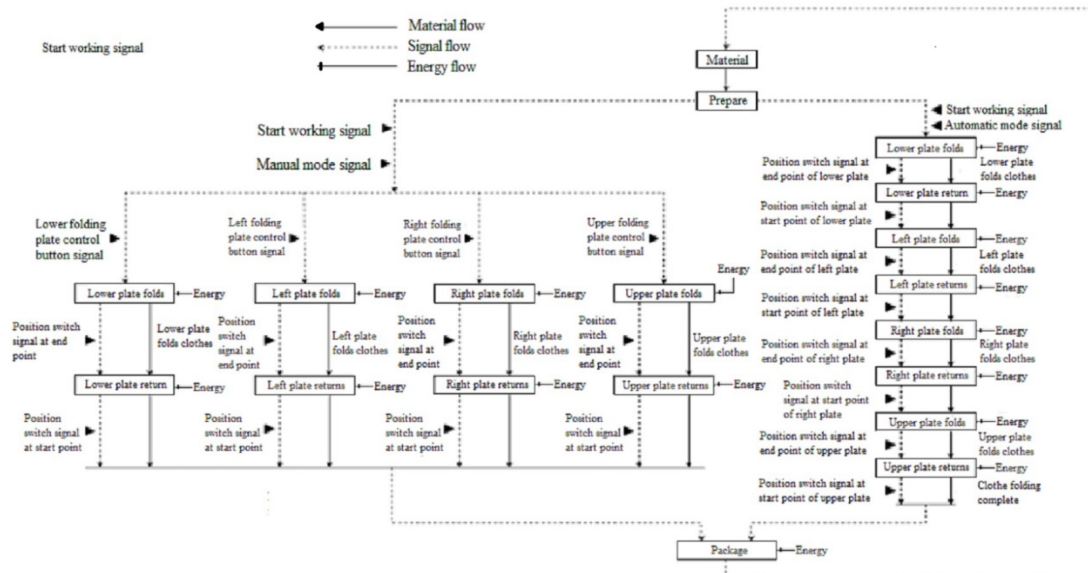 Start working signal
Material flow
Signal flow
Energy flow
Material
Prepare
Start working signal
Manual mode signal
Lower folding
plate control
button signal
Left folding
plate control
button signal
Right folding
plate control
button signal
Upper folding
plate control
button signal
Lower plate folds
Energy
Left plate folds
Energy
Right plate folds
Energy
Upper plate folds
Energy
Position switch
signal at end
point
Lower plate
folds clothes
Position
switch
signal at
end point
Left plate
folds clothes
Position
switch
signal at
end point
Right plate
folds clothes
Position
switch
signal at
end point
Upper plate
folds clothes
Lower plate return
Energy
Left plate returns
Energy
Right plate returns
Energy
Upper plate returns
Energy
Position
switch signal
at start point
Position
switch signal
at start point
Position
switch signal
at start point
Position
switch signal
at start point
Start working signal
Automatic mode signal
Lower plate folds
Energy
Position switch signal at
end point of lower plate
Lower plate
folds clothes
Lower plate return
Energy
Position switch signal at
start point of lower plate
Left plate folds
Energy
Position switch signal at
end point of left plate
Left plate
folds clothes
Left plate returns
Energy
Position switch signal at
start point of left plate
Right plate folds
Energy
Position switch signal at
end point of right plate
Right plate
folds clothes
Right plate returns
Energy
Position switch
signal at start point
of right plate
Upper plate folds
Energy
Position switch signal at
end point of upper plate
Upper plate
folds clothes
Upper plate returns
Energy
Position switch signal at
start point of upper plate
Clothe folding
complete
Package
Energy